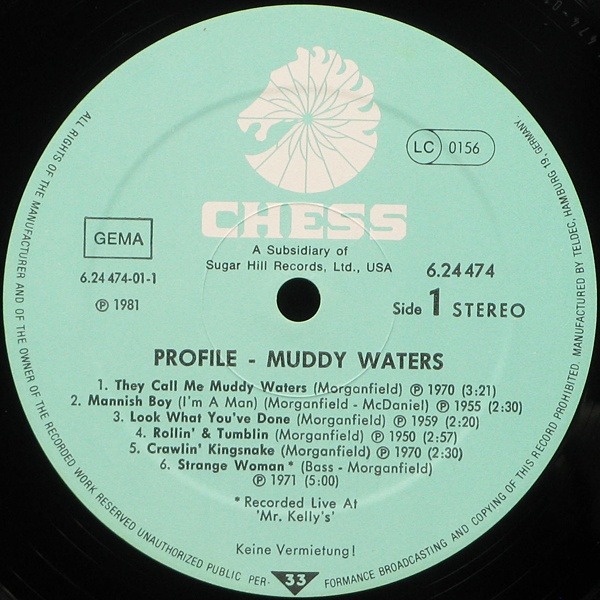 CHESS
A Subsidiary of
Sugar Hill Records, Ltd., USA
LC 0156
GEMA
6.24 474-01-1
℗ 1981
6.24474
Side 1 STEREO
PROFILE - MUDDY WATERS
1. They Call Me Muddy Waters (Morganfield) ℗ 1970 (3:21)
2. Mannish Boy (I'm A Man) (Morganfield - McDaniel) ℗ 1955 (2:30)
3. Look What You've Done (Morganfield) ℗ 1959 (2:20)
4. Rollin' & Tumblin (Morganfield) ℗ 1950 (2:57)
5. Crawlin' Kingsnake (Morganfield) ℗ 1970 (2:30)
6. Strange Woman* (Bass - Morganfield)
℗ 1971 (5:00)
*Recorded Live At
'Mr. Kelly's'
Keine Vermietung!
33
ALL RIGHTS OF THE MANUFACTURER AND OF THE OWNER OF THE RECORDED WORK RESERVED UNAUTHORIZED PUBLIC PER- FORMANCE BROADCASTING AND COPYING OF THIS RECORD PROHIBITED. MANUFACTURED BY TELDEC, HAMBURG 19, GERMANY